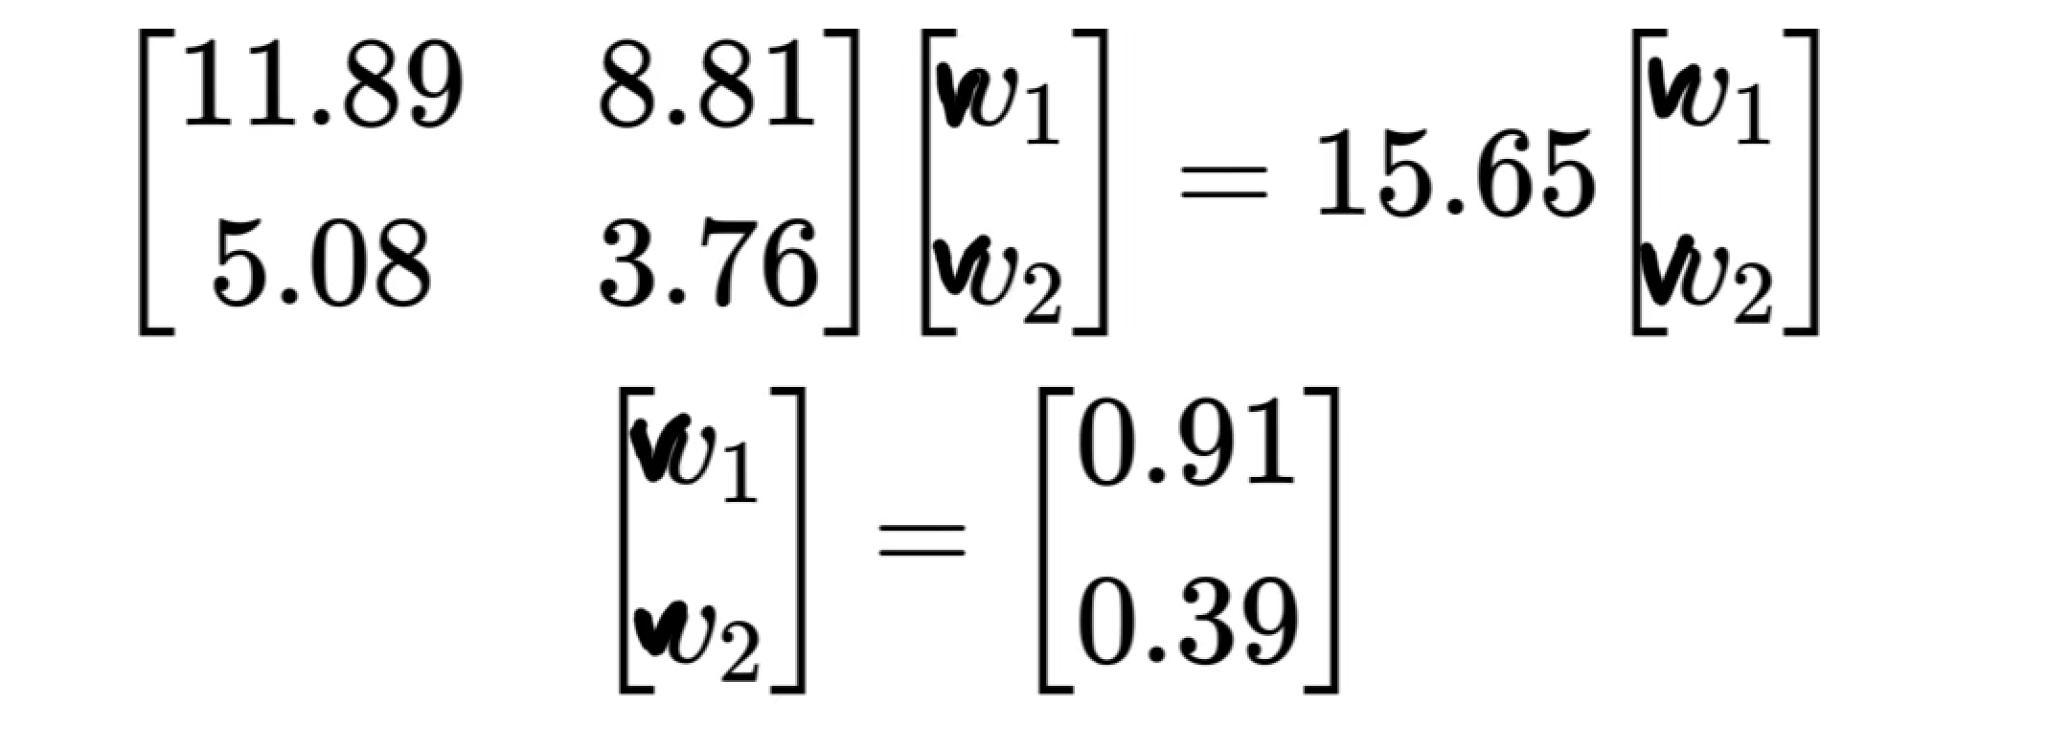 [11.89 8.81; 5.08 3.76] [w₁; w₂] = 15.65 [w₁; w₂]
[w₁; w₂] = [0.91; 0.39]